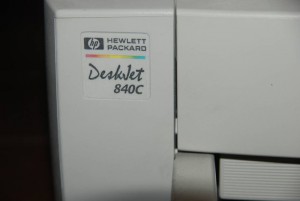 hp HEWLETT
PACKARD
DeskJet
840C